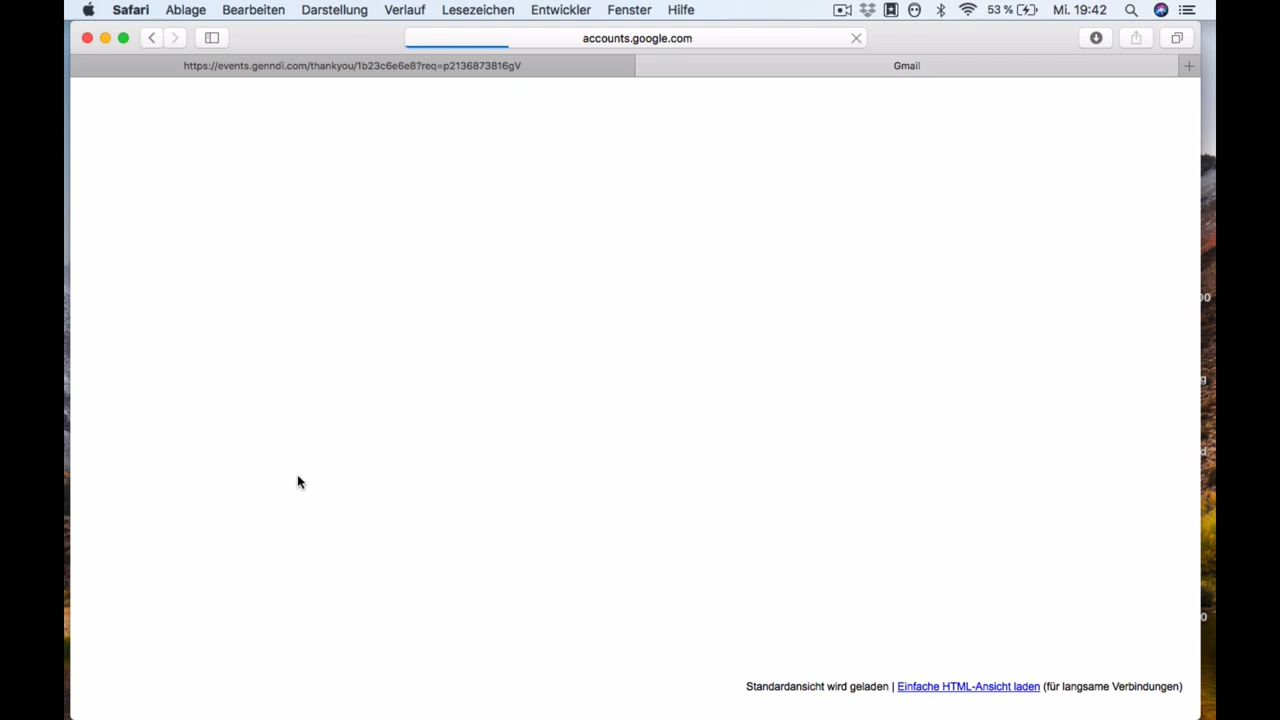 Safari Ablage Bearbeiten Darstellung Verlauf Lesezeichen Entwickler Fenster Hilfe 53 % Mi. 19:42
accounts.google.com
https://events.genndi.com/thankyou/1b23c6e6e8?req=p2136873816gV Gmail
Standardansicht wird geladen | Einfache HTML-Ansicht laden (für langsame Verbindungen)